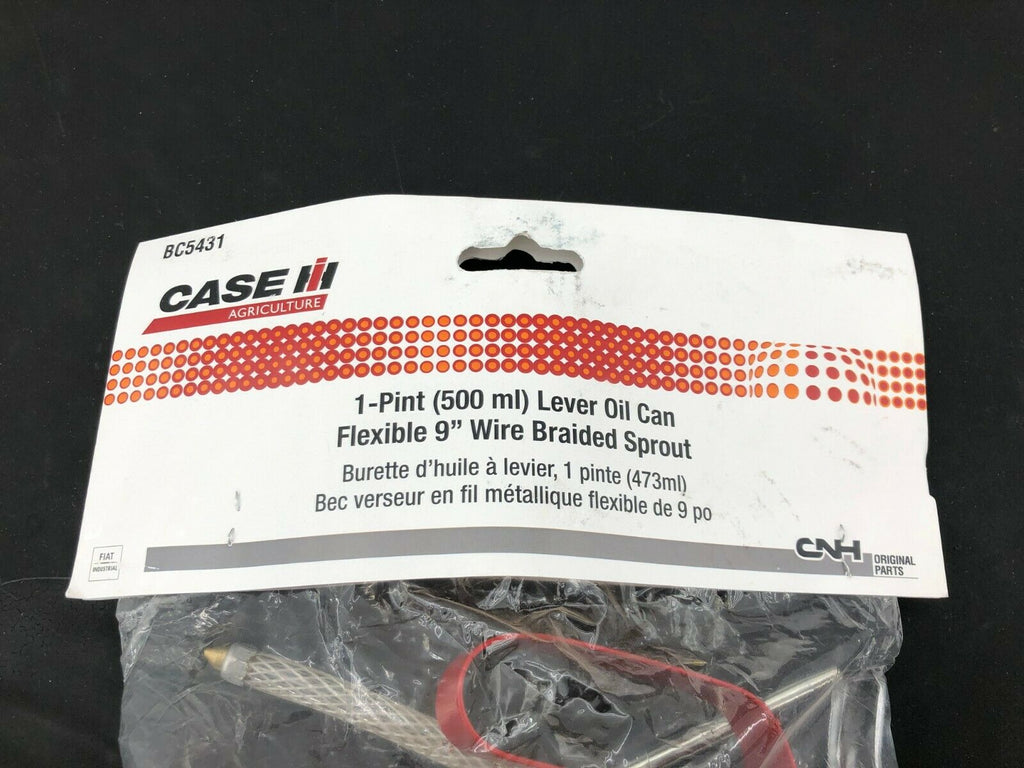 BC5431
CASE IH
AGRICULTURE
1-Pint (500 ml) Lever Oil Can
Flexible 9” Wire Braided Sprout
Burette d’huile à levier, 1 pinte (473ml)
Bec verseur en fil métallique flexible de 9 po
FIAT
INDUSTRIAL
CNH
ORIGINAL
PARTS